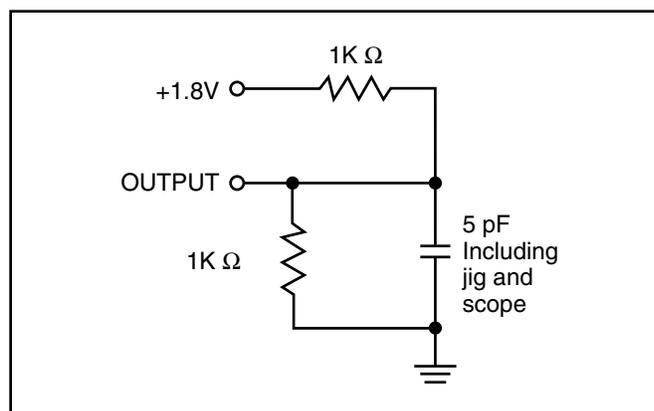 1K Ω
+1.8V
OUTPUT
1K Ω
5 pF
Including
jig and
scope